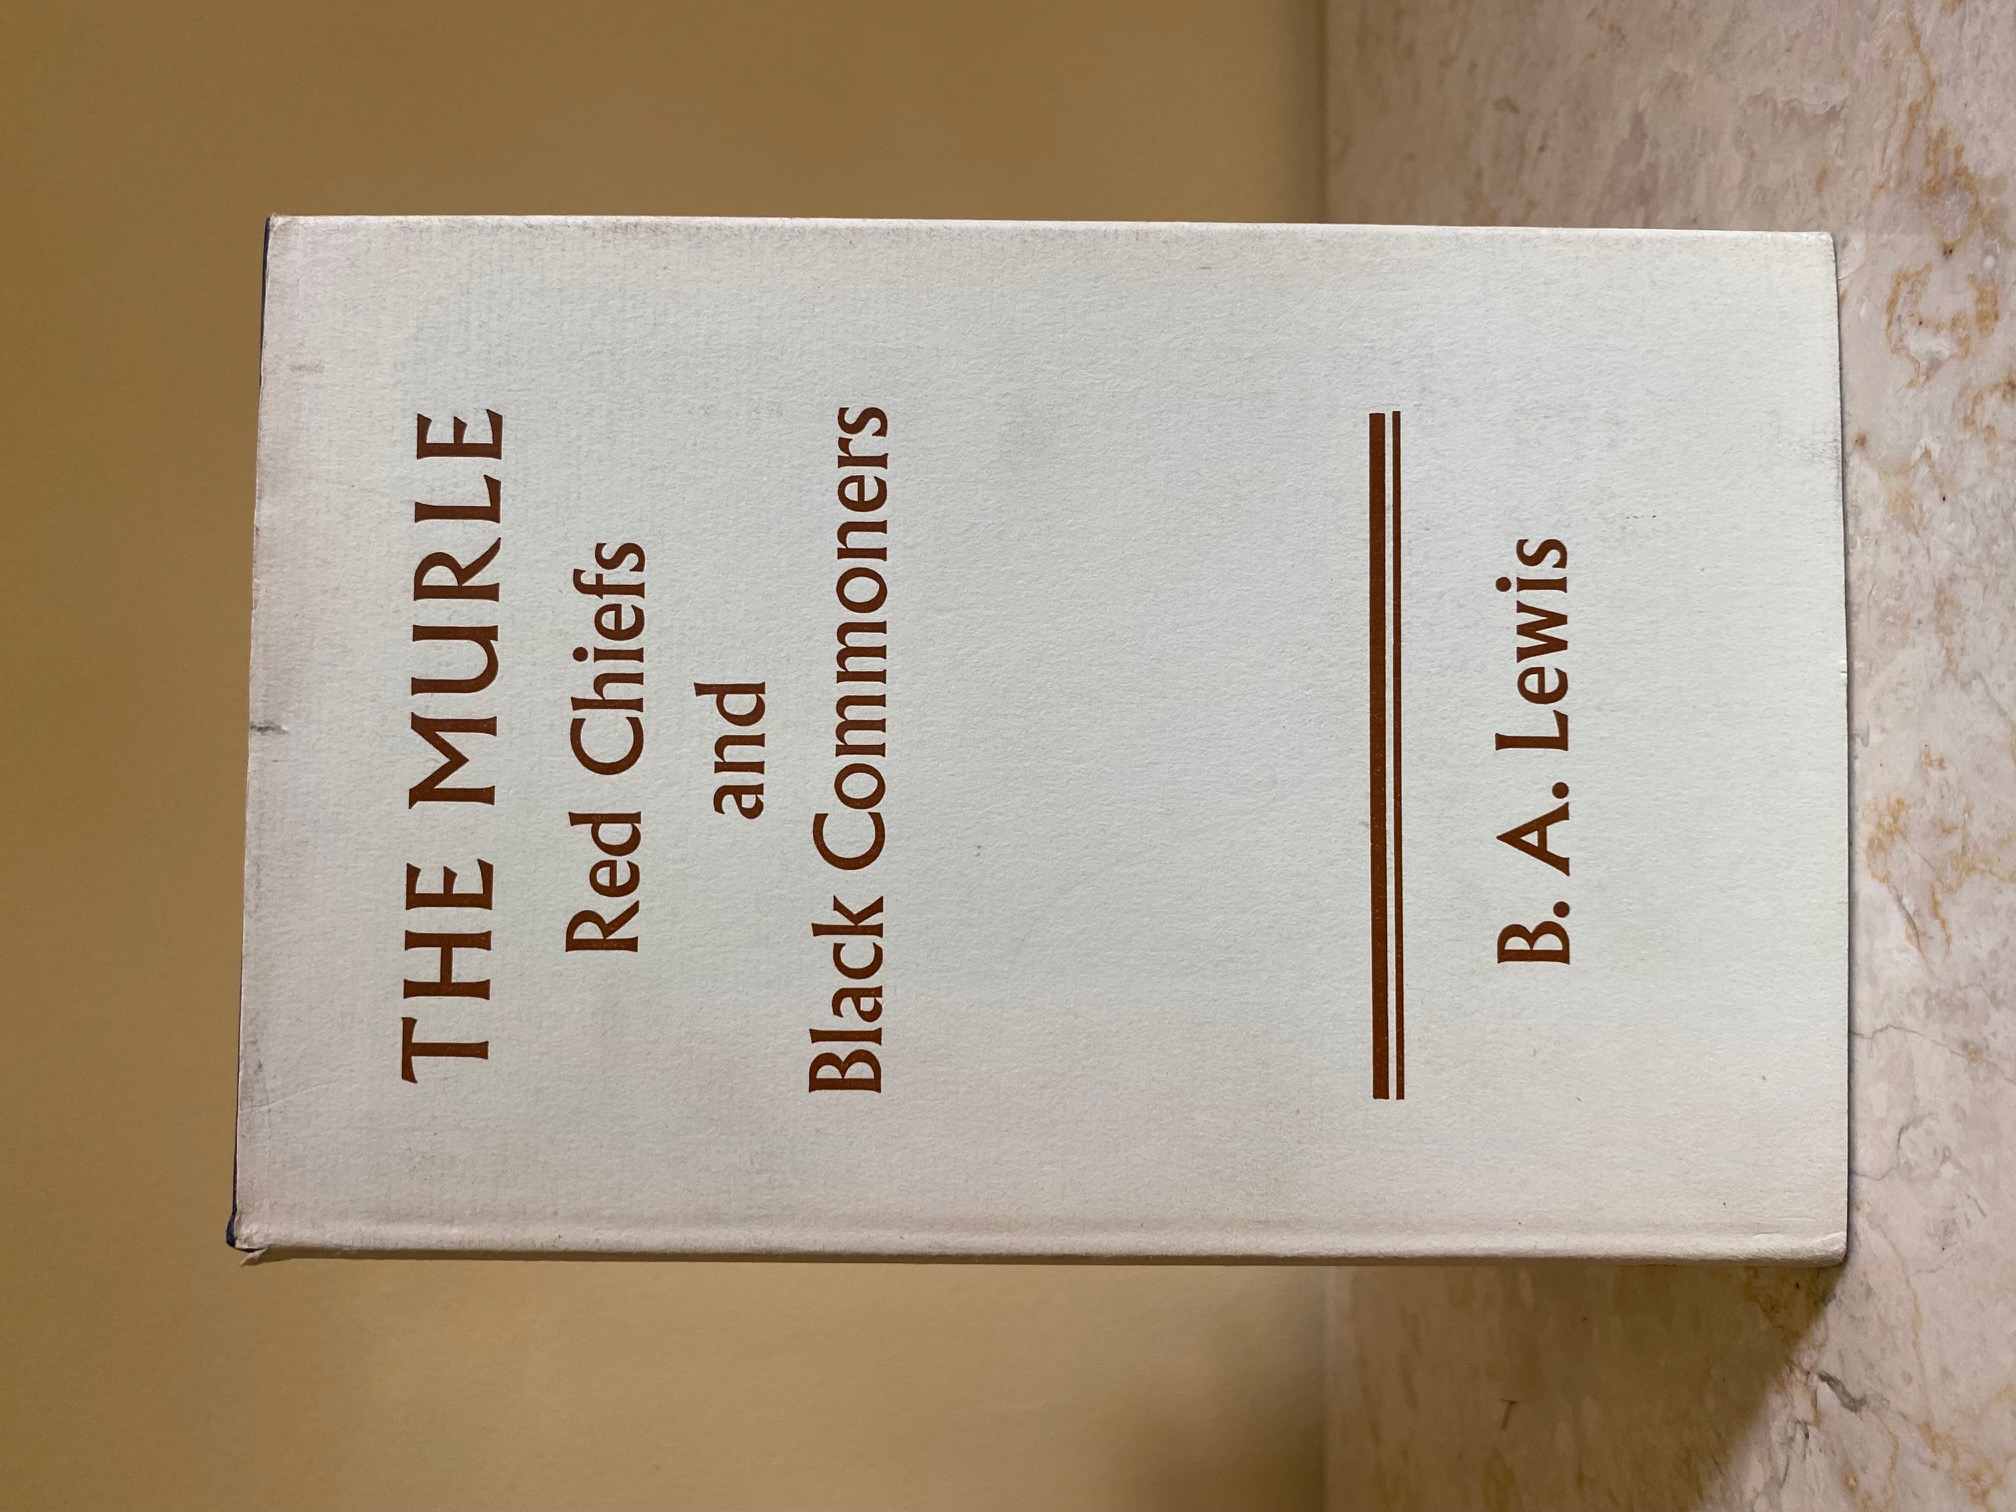 THE MURLE
Red Chiefs
and
Black Commoners
B. A. Lewis